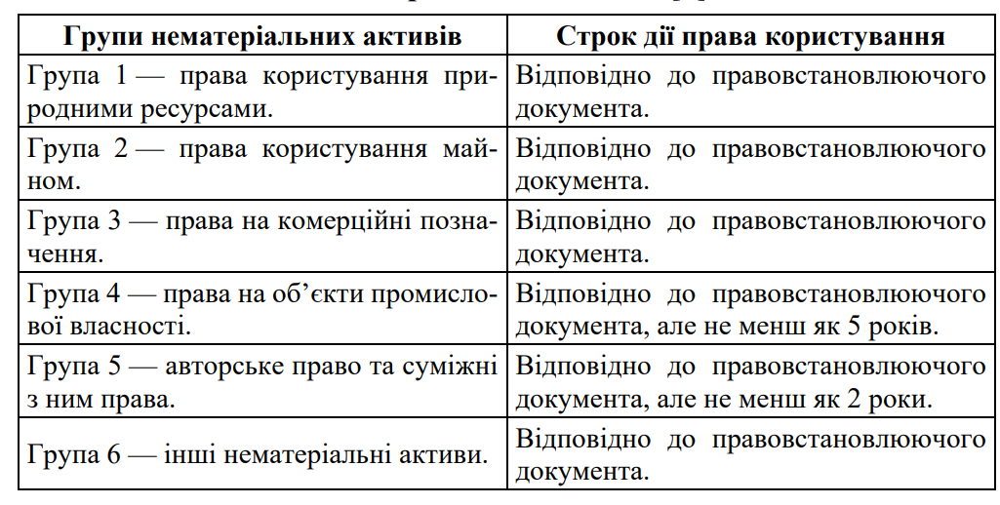 Групи нематеріальних активів
Строк дії права користування
Група 1 — права користування при-
родними ресурсами.
Відповідно до правовстановлюючого
документа.
Група 2 — права користування май-
ном.
Відповідно до правовстановлюючого
документа.
Група 3 — права на комерційні позна-
чення.
Відповідно до правовстановлюючого
документа.
Група 4 — права на об’єкти промисло-
вої власності.
Відповідно до правовстановлюючого
документа, але не менш як 5 років.
Група 5 — авторське право та суміжні
з ним права.
Відповідно до правовстановлюючого
документа, але не менш як 2 роки.
Група 6 — інші нематеріальні активи.
Відповідно до правовстановлюючого
документа.